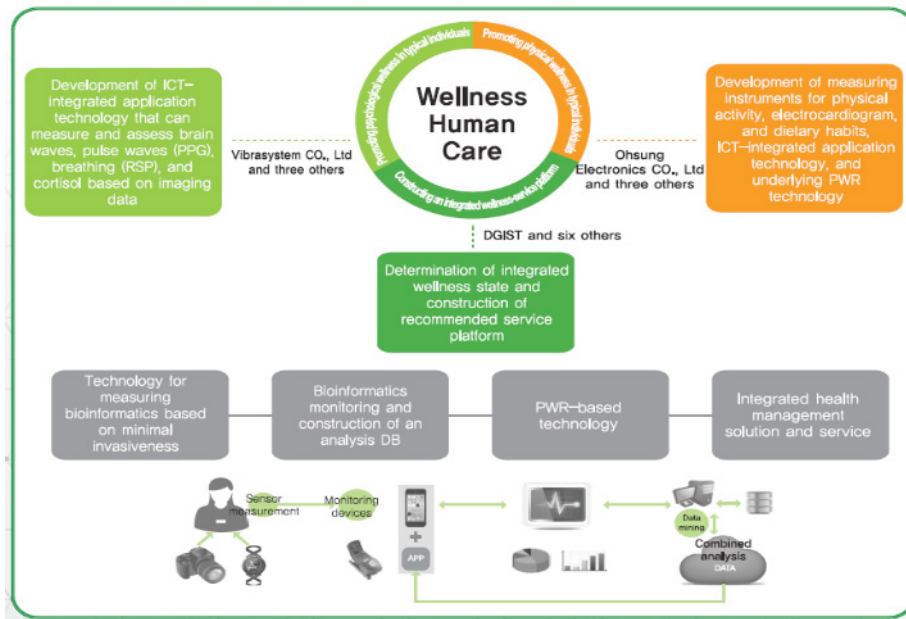 Promoting psychological wellness in typical individuals
Promoting physical wellness in typical individuals
Constructing an integrated wellness-service platform
Wellness
Human
Care
Development of ICT-
integrated application
technology that can
measure and assess brain
waves, pulse waves (PPG),
breathing (RSP), and
cortisol based on imaging
data
Vibrasystem CO., Ltd
and three others
Ohsung
Electronics CO., Ltd
and three others
Development of measuring
instruments for physical
activity, electrocardiogram,
and dietary habits,
ICT-integrated application
technology, and
underlying PWR
technology
DGIST and six others
Determination of integrated
wellness state and
construction of
recommended service
platform
Technology for
measuring
bioinformatics based
on minimal
invasiveness
Bioinformatics
monitoring and
construction of an
analysis DB
PWR-based
technology
Integrated health
management
solution and service
Sensor
measurement
Monitoring
devices
APP
Data
mining
Combined
analysis
DATA